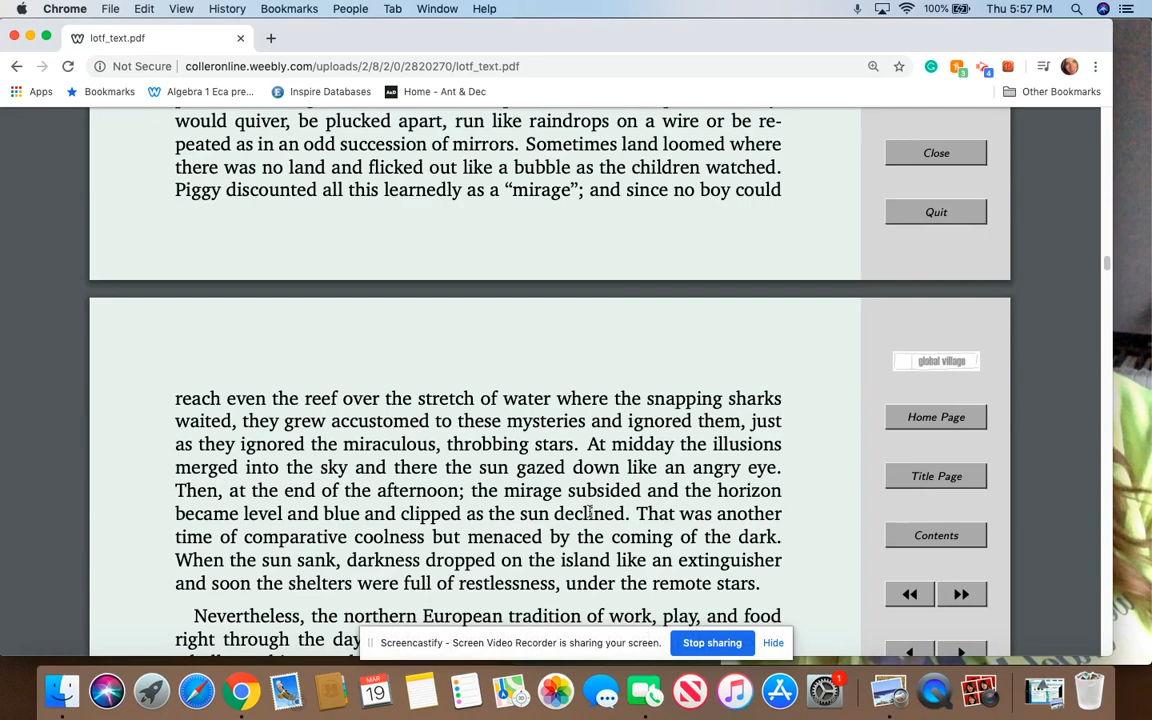 Chrome File Edit View History Bookmarks People Tab Window Help 100% Thu 5:57 PM
lotf_text.pdf
Not Secure colleronline.weebly.com/uploads/2/8/2/0/2820270/lotf_text.pdf
Apps Bookmarks Algebra 1 Eca pre... Inspire Databases Home - Ant & Dec Other Bookmarks
would quiver, be plucked apart, run like raindrops on a wire or be re-
peated as in an odd succession of mirrors. Sometimes land loomed where
there was no land and flicked out like a bubble as the children watched.
Piggy discounted all this learnedly as a “mirage”; and since no boy could
Close
Quit
reach even the reef over the stretch of water where the snapping sharks
waited, they grew accustomed to these mysteries and ignored them, just
as they ignored the miraculous, throbbing stars. At midday the illusions
merged into the sky and there the sun gazed down like an angry eye.
Then, at the end of the afternoon; the mirage subsided and the horizon
became level and blue and clipped as the sun declined. That was another
time of comparative coolness but menaced by the coming of the dark.
When the sun sank, darkness dropped on the island like an extinguisher
and soon the shelters were full of restlessness, under the remote stars.
Nevertheless, the northern European tradition of work, play, and food
right through the day
global village
Home Page
Title Page
Contents
Screencastify - Screen Video Recorder is sharing your screen. Stop sharing Hide
MAR
19
1